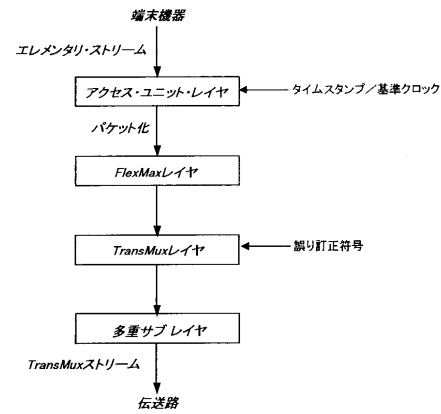 端末機器
エレメンタリ・ストリーム
アクセス・ユニット・レイヤ
タイムスタンプ／基準クロック
パケット化
FlexMaxレイヤ
TransMuxレイヤ
誤り訂正符号
多重サブ レイヤ
TransMuxストリーム
伝送路